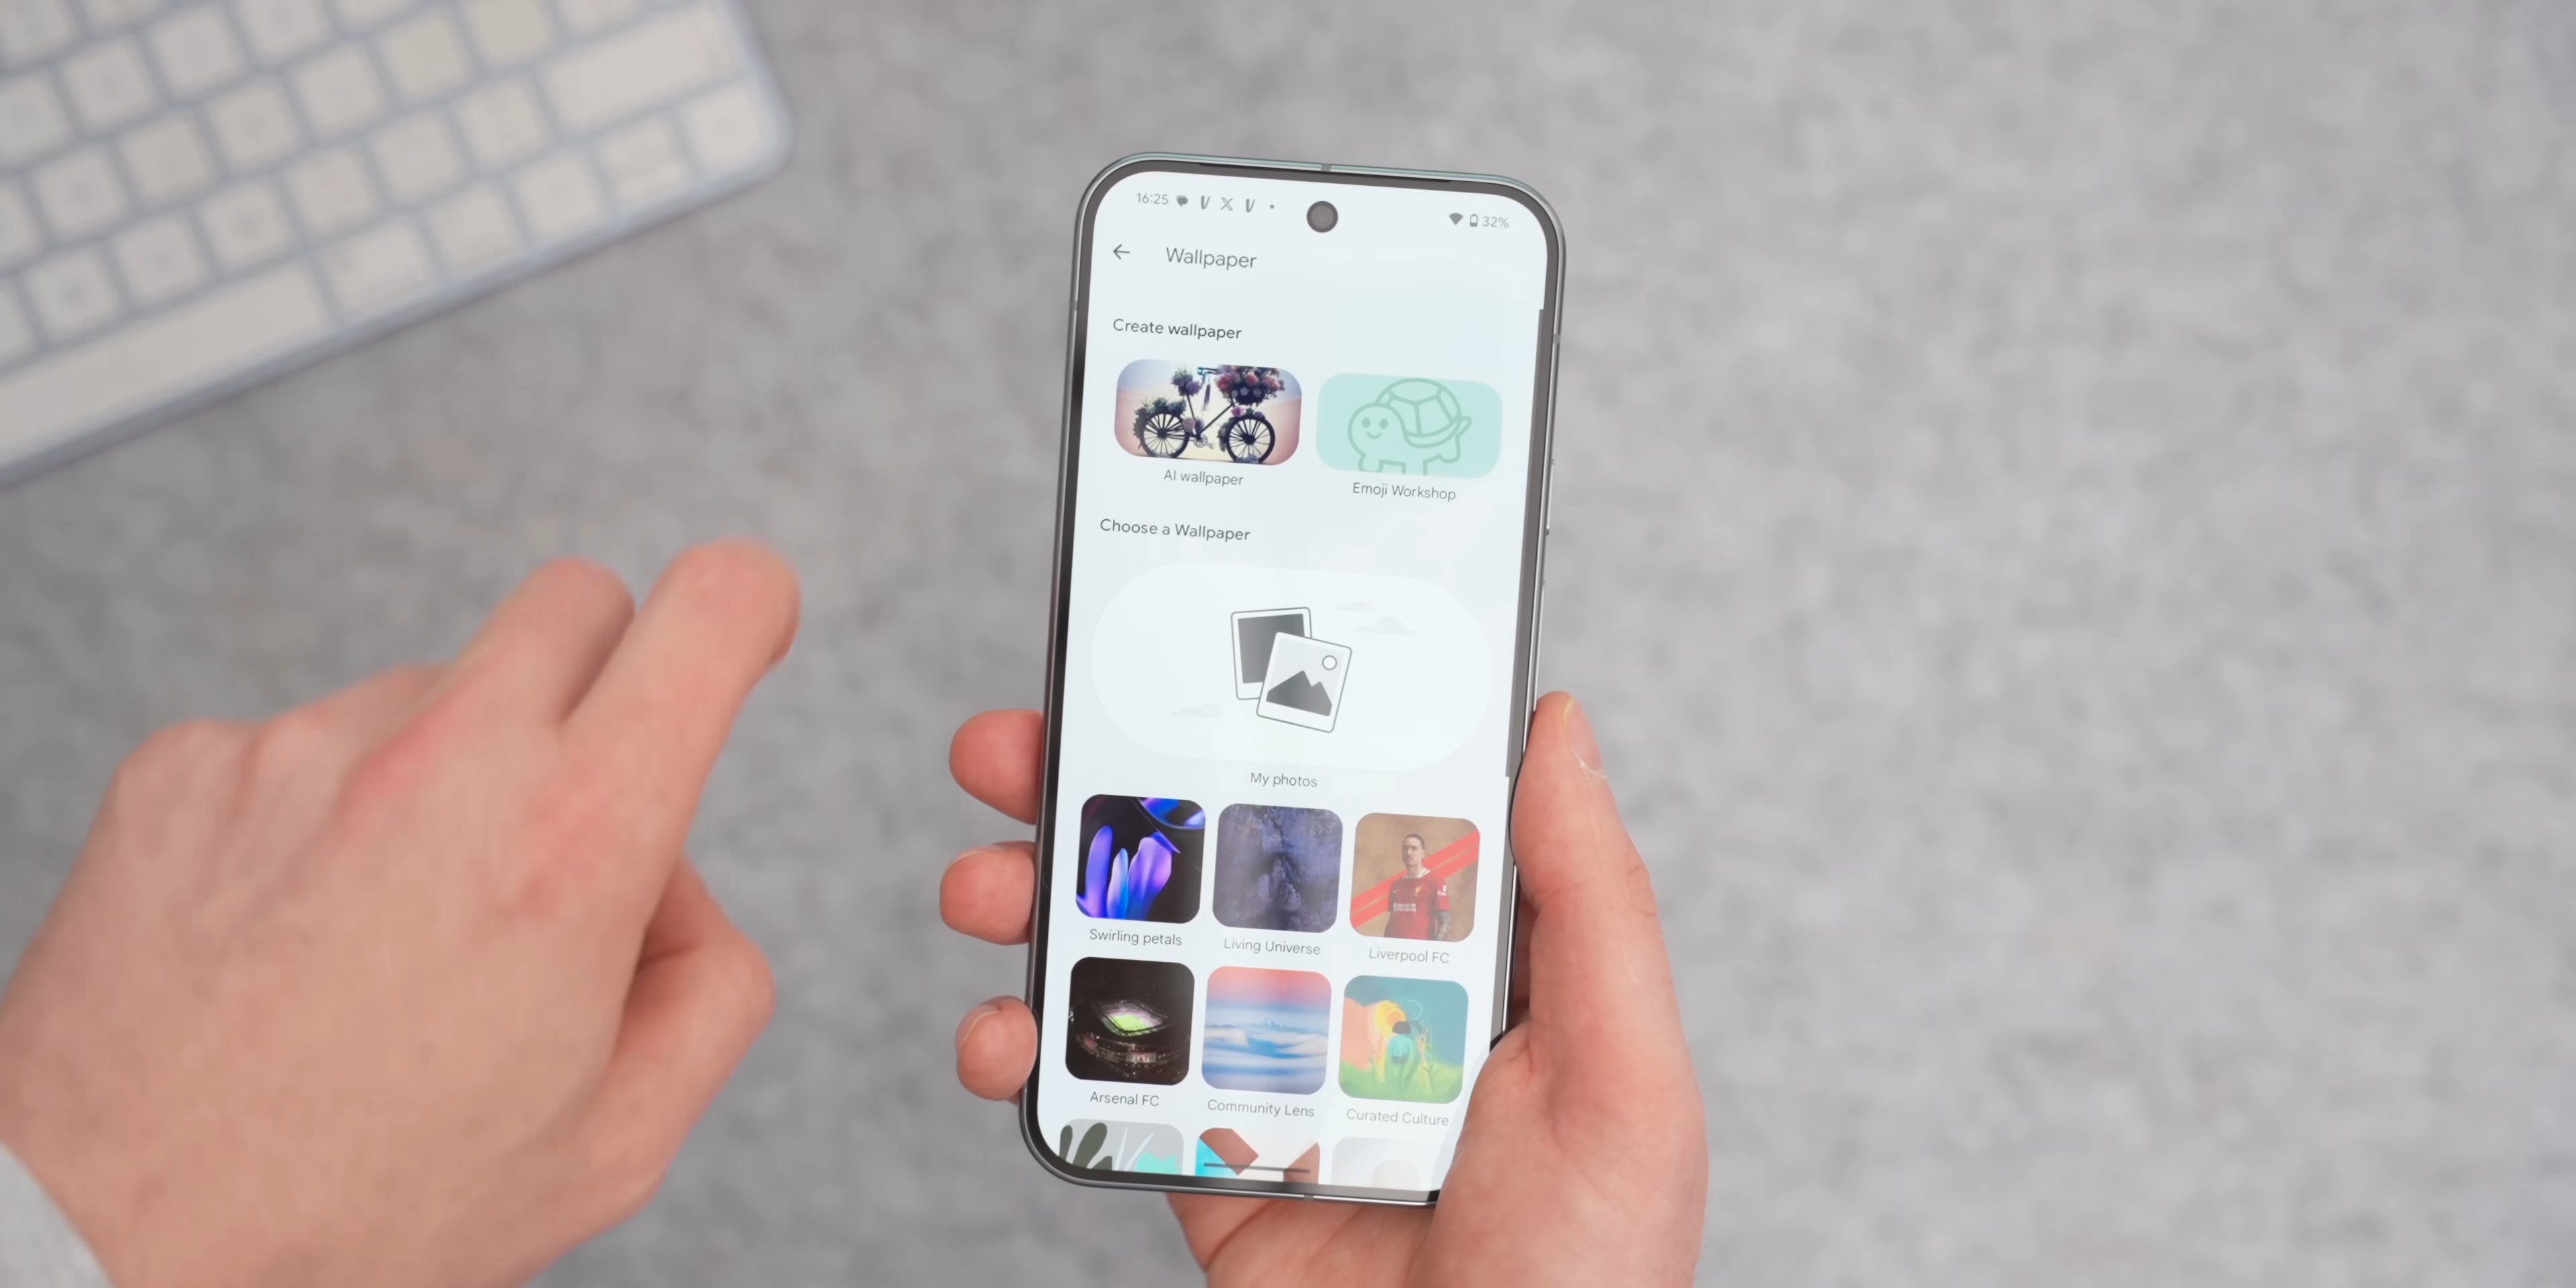 16:25
32%
Wallpaper
Create wallpaper
AI wallpaper
Emoji Workshop
Choose a Wallpaper
My photos
Swirling petals
Living Universe
Liverpool FC
Arsenal FC
Community Lens
Curated Culture